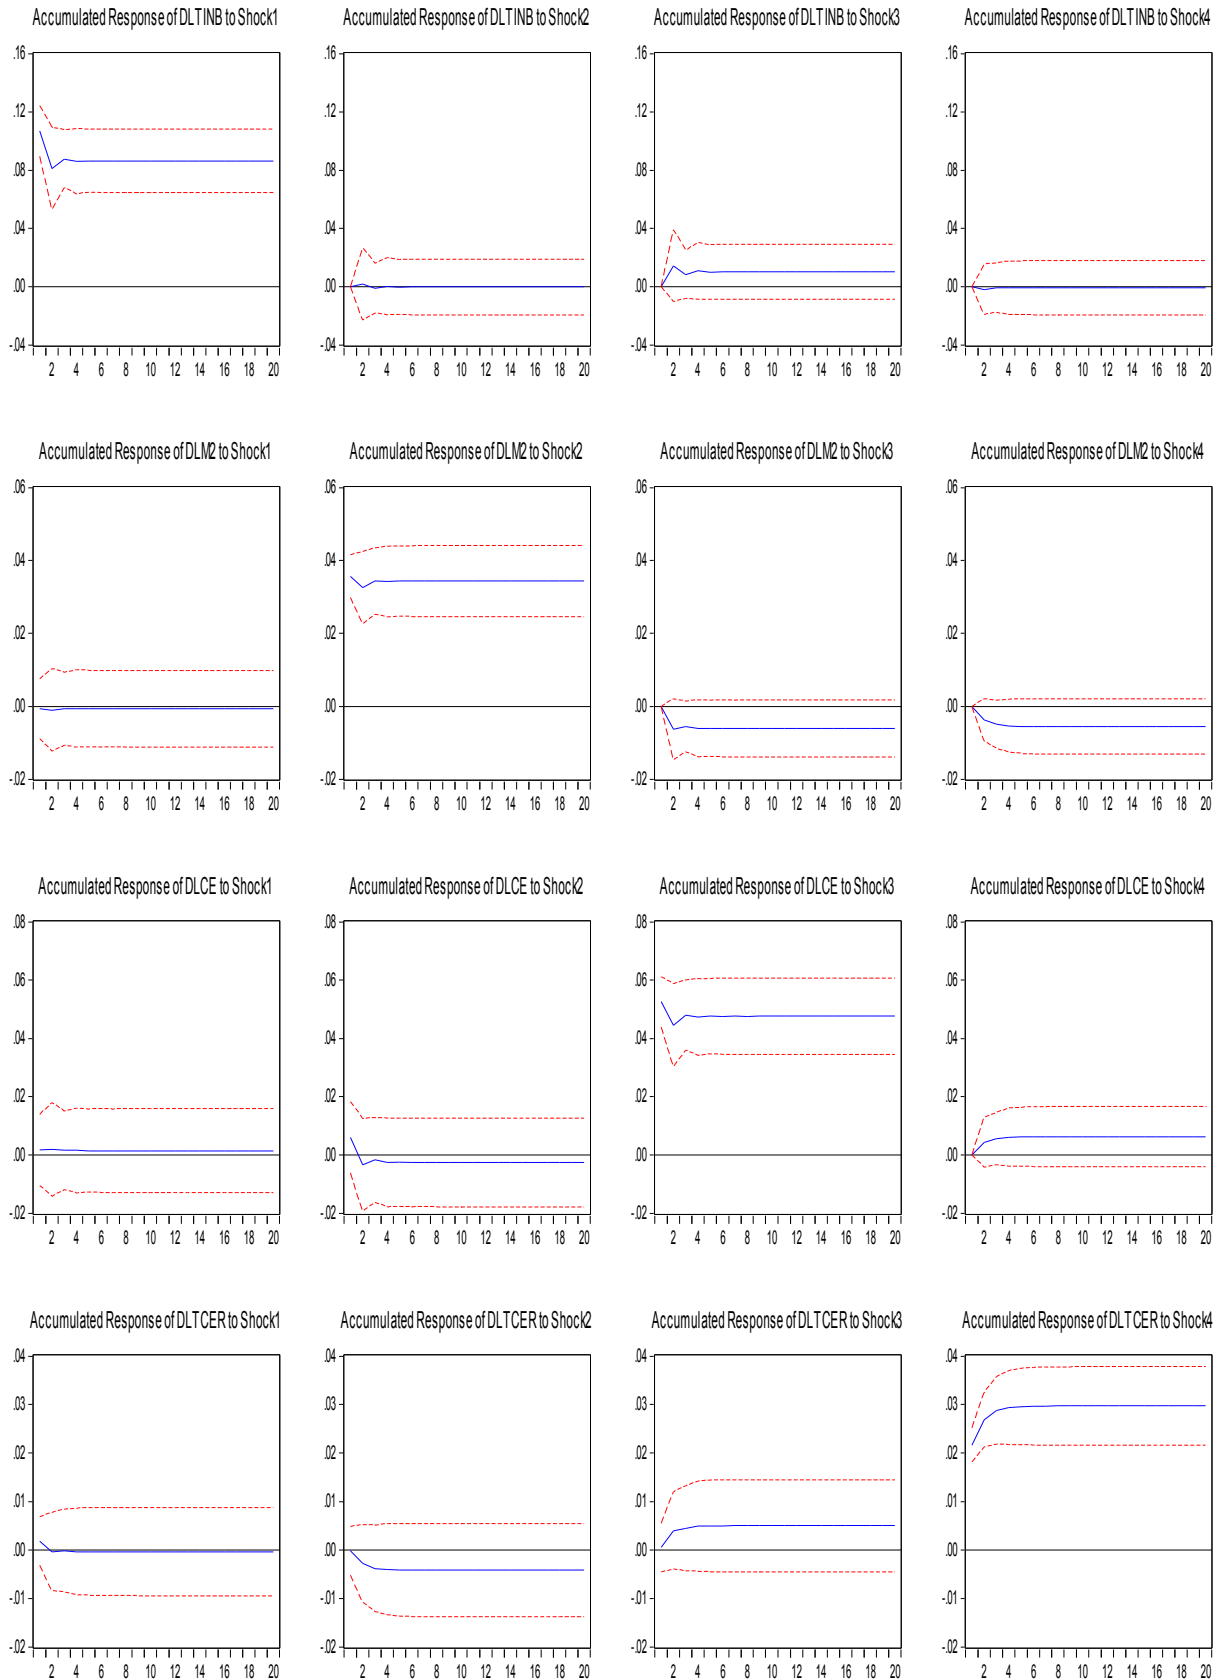 Accumulated Response of DLTINB to Shock1
Accumulated Response of DLTINB to Shock2
Accumulated Response of DLTINB to Shock3
Accumulated Response of DLTINB to Shock4
.16 .16 .16 .16
.12 .12 .12 .12
.08 .08 .08 .08
.04 .04 .04 .04
.00 .00 .00 .00
-.04 -.04 -.04 -.04
2 4 6 8 10 12 14 16 18 20
2 4 6 8 10 12 14 16 18 20
2 4 6 8 10 12 14 16 18 20
2 4 6 8 10 12 14 16 18 20
Accumulated Response of DLM2 to Shock1
Accumulated Response of DLM2 to Shock2
Accumulated Response of DLM2 to Shock3
Accumulated Response of DLM2 to Shock4
.06 .06 .06 .06
.04 .04 .04 .04
.02 .02 .02 .02
.00 .00 .00 .00
-.02 -.02 -.02 -.02
2 4 6 8 10 12 14 16 18 20
2 4 6 8 10 12 14 16 18 20
2 4 6 8 10 12 14 16 18 20
2 4 6 8 10 12 14 16 18 20
Accumulated Response of DLCE to Shock1
Accumulated Response of DLCE to Shock2
Accumulated Response of DLCE to Shock3
Accumulated Response of DLCE to Shock4
.08 .08 .08 .08
.06 .06 .06 .06
.04 .04 .04 .04
.02 .02 .02 .02
.00 .00 .00 .00
-.02 -.02 -.02 -.02
2 4 6 8 10 12 14 16 18 20
2 4 6 8 10 12 14 16 18 20
2 4 6 8 10 12 14 16 18 20
2 4 6 8 10 12 14 16 18 20
Accumulated Response of DLTCER to Shock1
Accumulated Response of DLTCER to Shock2
Accumulated Response of DLTCER to Shock3
Accumulated Response of DLTCER to Shock4
.04 .04 .04 .04
.03 .03 .03 .03
.02 .02 .02 .02
.01 .01 .01 .01
.00 .00 .00 .00
-.01 -.01 -.01 -.01
-.02 -.02 -.02 -.02
2 4 6 8 10 12 14 16 18 20
2 4 6 8 10 12 14 16 18 20
2 4 6 8 10 12 14 16 18 20
2 4 6 8 10 12 14 16 18 20